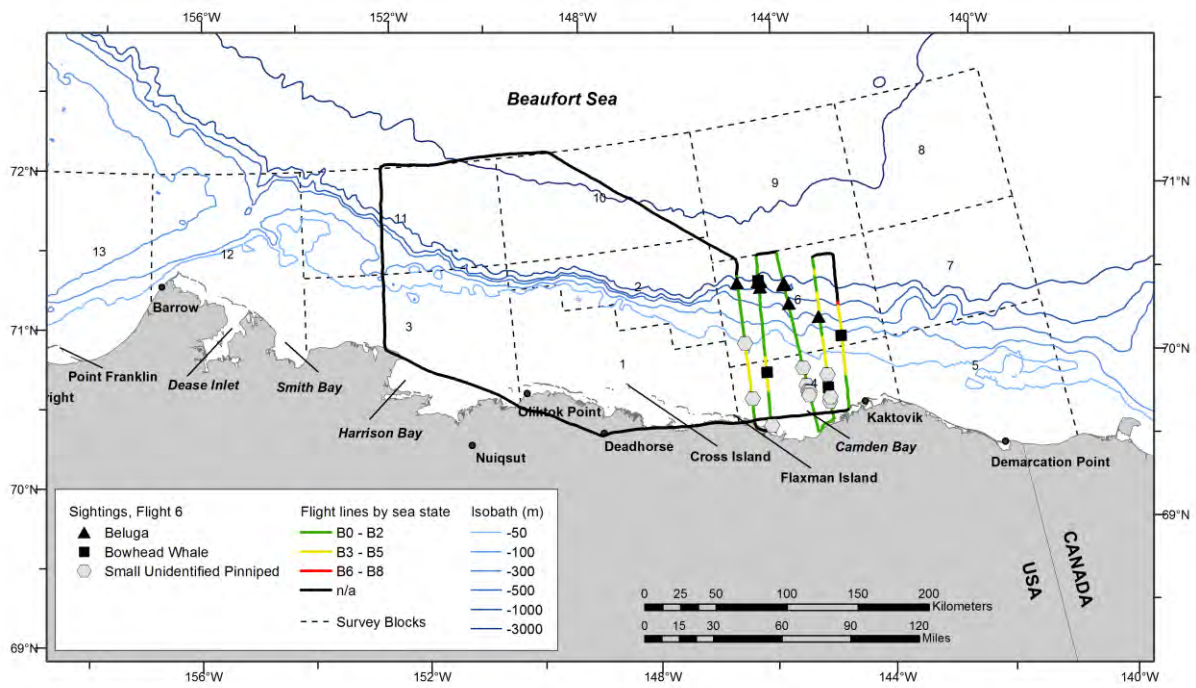 156°W 152°W 148°W 144°W 140°W
Beaufort Sea
72°N
71°N
70°N
69°N
71°N
70°N
69°N
8
9
10
11
13
12
7
2
6
3
1
4
5
Barrow
Point Franklin
right
Dease Inlet
Smith Bay
Harrison Bay
Oliktok Point
Nuiqsut
Deadhorse
Cross Island
Flaxman Island
Camden Bay
Kaktovik
Demarcation Point
USA
CANADA
Sightings, Flight 6
Beluga
Bowhead Whale
Small Unidentified Pinniped
Flight lines by sea state
B0 - B2
B3 - B5
B6 - B8
n/a
Survey Blocks
Isobath (m)
-50
-100
-300
-500
-1000
-3000
0 25 50 100 150 200
Kilometers
0 15 30 60 90 120
Miles
156°W 152°W 148°W 144°W 140°W